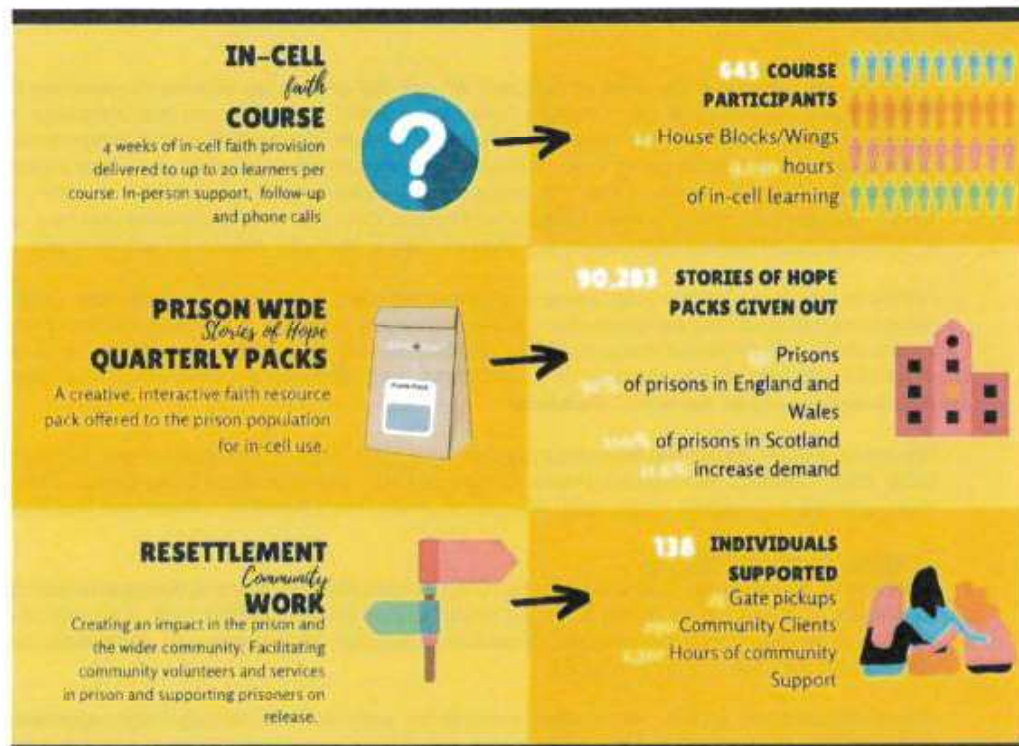 IN-CELL
faith
COURSE
4 weeks of in-cell faith provision
delivered to up to 20 learners per
course. In-person support, follow-up
and phone calls
645 COURSE
PARTICIPANTS
House Blocks/Wings
hours
of in-cell learning
PRISON WIDE
Stories of Hope
QUARTERLY PACKS
A creative, interactive faith resource
pack offered to the prison population
for in-cell use.
90,283 STORIES OF HOPE
PACKS GIVEN OUT
Prisons
of prisons in England and
Wales
of prisons in Scotland
increase demand
RESETTLEMENT
Community
WORK
Creating an impact in the prison and
the wider community. Facilitating
community volunteers and services
in prison and supporting prisoners on
release.
138 INDIVIDUALS
SUPPORTED
Gate pickups
Community Clients
Hours of community
Support